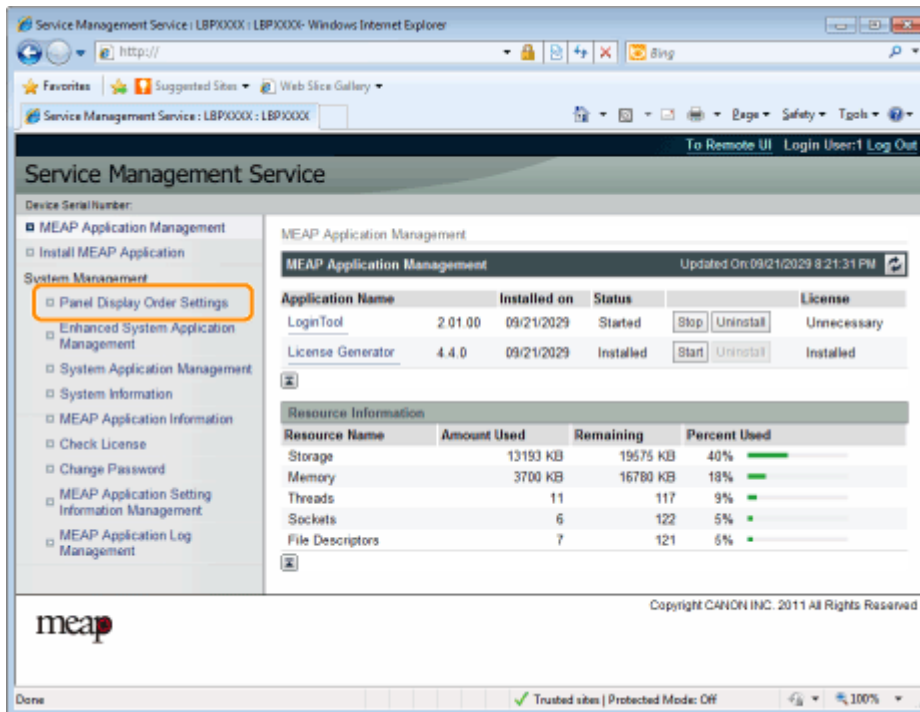 Service Management Service : LBPXXXX : LBPXXXX- Windows Internet Explorer
http://
Bing
Favorites Suggested Sites Web Slice Gallery
Service Management Service : LBPXXXX : LBPXXXX
Page Safety Tools
To Remote UI Login User:1 Log Out
Service Management Service
Device Serial Number:
MEAP Application Management
Install MEAP Application
System Management
Panel Display Order Settings
Enhanced System Application
Management
System Application Management
System Information
MEAP Application Information
Check License
Change Password
MEAP Application Setting
Information Management
MEAP Application Log
Management
MEAP Application Management
MEAP Application Management Updated On:09/21/2029 8:21:31 PM
Application Name Installed on Status License
LoginTool 2.01.00 09/21/2029 Started Stop Uninstall Unnecessary
License Generator 4.4.0 09/21/2029 Installed Start Uninstall Installed
Resource Information
Resource Name Amount Used Remaining Percent Used
Storage 13193 KB 19575 KB 40%
Memory 3700 KB 16780 KB 18%
Threads 11 117 9%
Sockets 6 122 5%
File Descriptors 7 121 6%
Copyright CANON INC. 2011 All Rights Reserved
meap
Done Trusted sites | Protected Mode: Off 100%